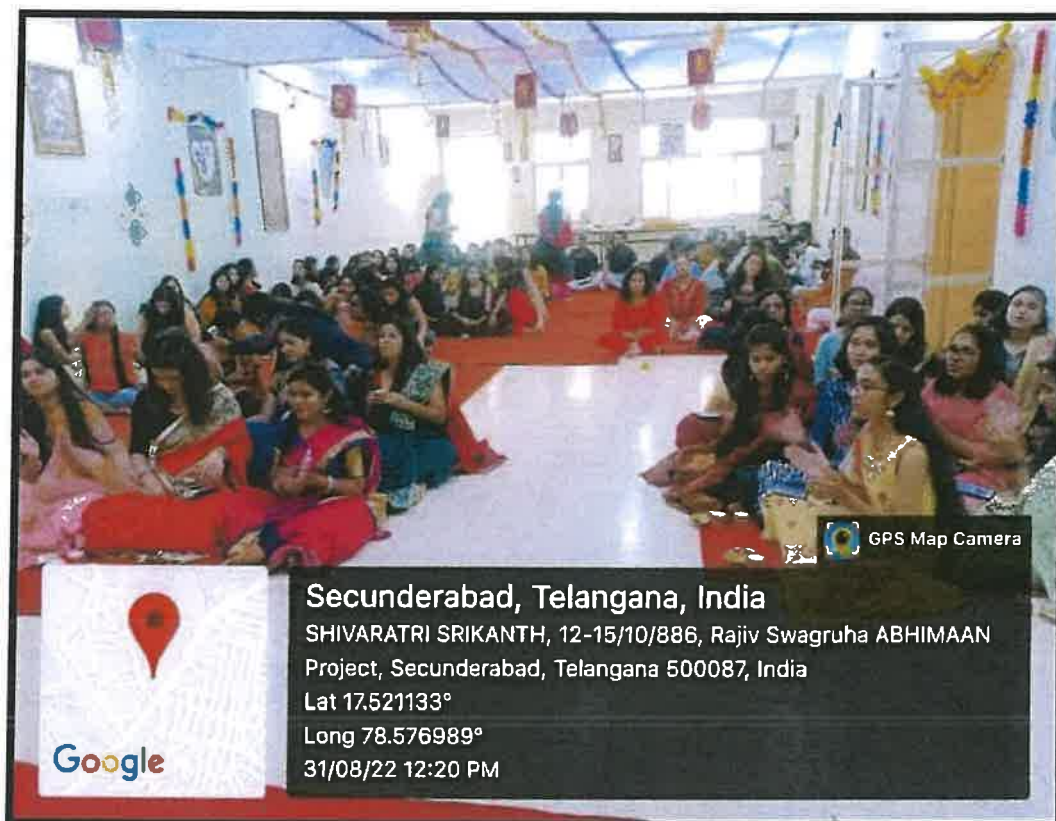 GPS Map Camera
Secunderabad, Telangana, India
SHIVARATRI SRIKANTH, 12-15/10/886, Rajiv Swagruha ABHIMAAN
Project, Secunderabad, Telangana 500087, India
Lat 17.521133°
Long 78.576989°
31/08/22 12:20 PM
Google